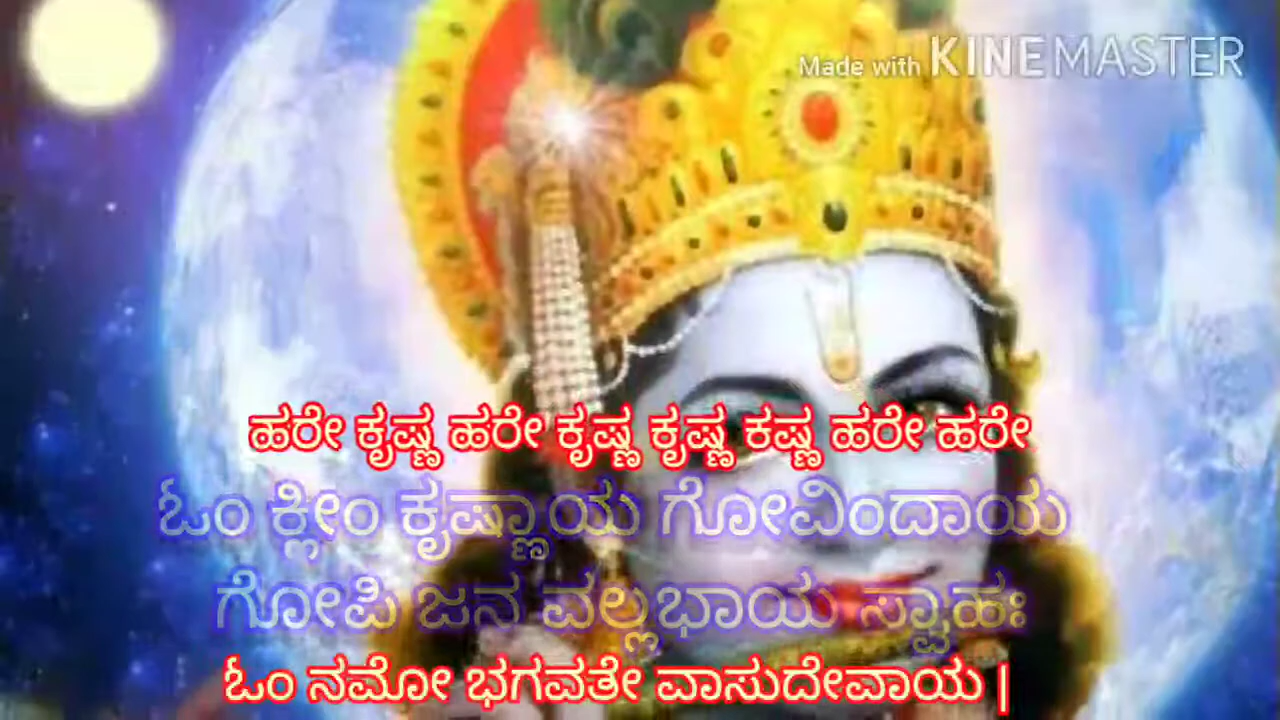 Made with KINEMASTER
ಹರೇ ಕೃಷ್ಣ ಹರೇ ಕೃಷ್ಣ ಕೃಷ್ಣ ಕಷ್ಣ ಹರೇ ಹರೇ
ಓಂ ಕ್ಲೀಂ ಕೃಷ್ಣಾಯ ಗೋವಿಂದಾಯ
ಗೋಪಿ ಜನ ವಲ್ಲಭಾಯ ಸ್ವಾಹಃ
ಓಂ ನಮೋ ಭಗವತೇ ವಾಸುದೇವಾಯ |